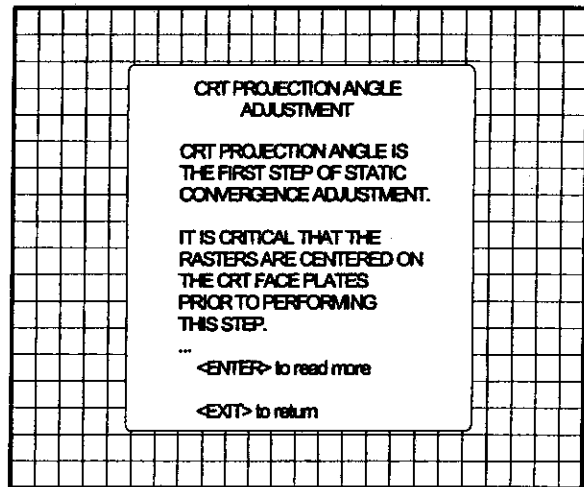 CRT PROJECTION ANGLE
ADJUSTMENT
CRT PROJECTION ANGLE IS
THE FIRST STEP OF STATIC
CONVERGENCE ADJUSTMENT.
IT IS CRITICAL THAT THE
RASTERS ARE CENTERED ON
THE CRT FACE PLATES
PRIOR TO PERFORMING
THIS STEP.
...
<ENTER> to read more
<EXIT> to return